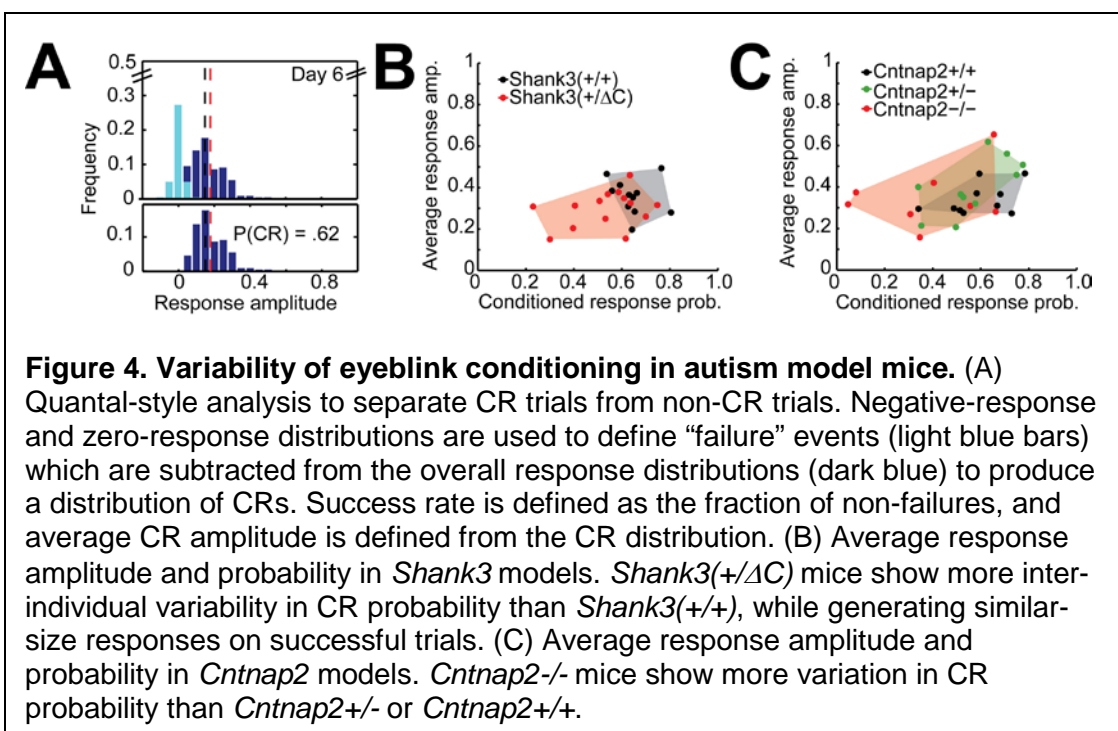 A
B
C
0.5
0.3
0.2
0.1
0
Frequency
Day 6
0.1
0
P(CR) = .62
0
0.4
0.8
Response amplitude
1
0.8
0.6
0.4
0.2
0
Average response amp.
Shank3(+/+)
Shank3(+/ΔC)
0 0.2 0.4 0.6 0.8 1.0
Conditioned response prob.
1
0.8
0.6
0.4
0.2
0
Average response amp.
Cntnap2+/+
Cntnap2+/−
Cntnap2−/−
0 0.2 0.4 0.6 0.8 1.0
Conditioned response prob.
Figure 4. Variability of eyeblink conditioning in autism model mice. (A)
Quantal-style analysis to separate CR trials from non-CR trials. Negative-response
and zero-response distributions are used to define “failure” events (light blue bars)
which are subtracted from the overall response distributions (dark blue) to produce
a distribution of CRs. Success rate is defined as the fraction of non-failures, and
average CR amplitude is defined from the CR distribution. (B) Average response
amplitude and probability in Shank3 models. Shank3(+/ΔC) mice show more inter-
individual variability in CR probability than Shank3(+/+), while generating similar-
size responses on successful trials. (C) Average response amplitude and
probability in Cntnap2 models. Cntnap2-/- mice show more variation in CR
probability than Cntnap2+/- or Cntnap2+/+.